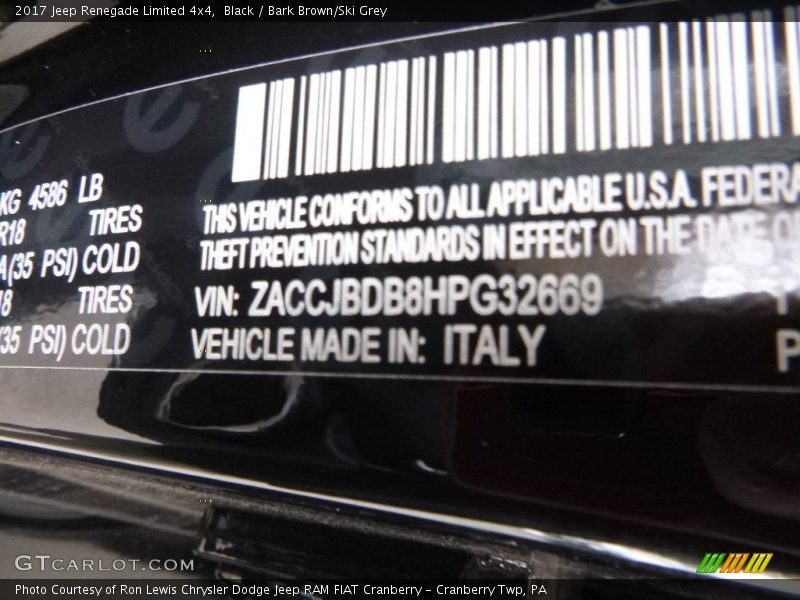 2017 Jeep Renegade Limited 4x4,  Black / Bark Brown/Ski Grey
KG 4586 LB
R18 TIRES
(35 PSI) COLD
TIRES
(35 PSI) COLD
THIS VEHICLE CONFORMS TO ALL APPLICABLE U.S.A. FEDERA
THEFT PREVENTION STANDARDS IN EFFECT ON THE DATE OF
VIN: ZACCJBDB8HPG32669
VEHICLE MADE IN: ITALY
GTCARLOT.COM
Photo Courtesy of Ron Lewis Chrysler Dodge Jeep RAM FIAT Cranberry – Cranberry Twp, PA